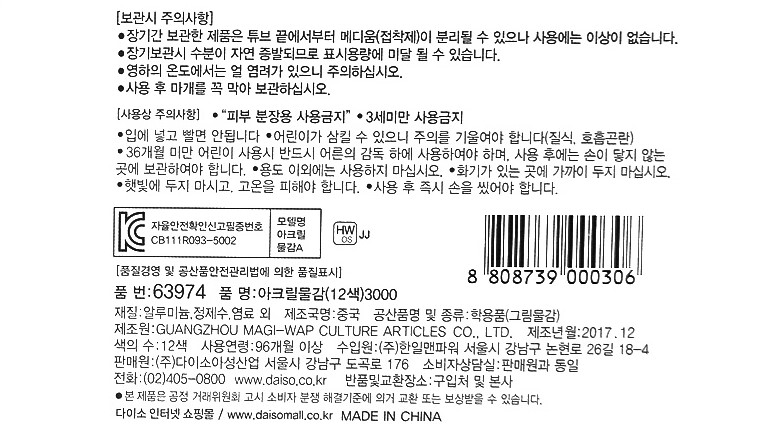 [보관시 주의사항]
●장기간 보관한 제품은 튜브 끝에서부터 메디움(접착제)이 분리될 수 있으나 사용에는 이상이 없습니다.
●장기보관시 수분이 자연 증발되므로 표시용량에 미달 될 수 있습니다.
●영하의 온도에서는 얼 염려가 있으니 주의하십시오.
●사용 후 마개를 꼭 막아 보관하십시오.
[사용상 주의사항] •"피부 분장용 사용금지" •3세미만 사용금지
•입에 넣고 빨면 안됩니다 •어린이가 삼킬 수 있으니 주의를 기울여야 합니다(질식, 호흡곤란)
•36개월 미만 어린이 사용시 반드시 어른의 감독 하에 사용하여야 하며, 사용 후에는 손이 닿지 않는
곳에 보관하여야 합니다. •용도 이외에는 사용하지 마십시오. •화기가 있는 곳에 가까이 두지 마십시오.
•햇빛에 두지 마시고, 고온을 피해야 합니다. •사용 후 즉시 손을 씼어야 합니다.
KC 자율안전확인신고필증번호
CB111R093-5002
모델명
아크릴
물감A
HW
OS
JJ
8 808739 000306
[품질경영 및 공산품안전관리법에 의한 품질표시]
품 번:63974 품 명:아크릴물감(12색)3000
재질:알루미늄,정제수,염료 외 제조국명:중국 공산품명 및 종류:학용품(그림물감)
제조원:GUANGZHOU MAGI-WAP CULTURE ARTICLES CO., LTD. 제조년월:2017.12
색의 수:12색 사용연령:96개월 이상 수입원:(주)한일맨파워 서울시 강남구 논현로 26길 18-4
판매원:(주)다이소아성산업 서울시 강남구 도곡로 176 소비자상담실:판매원과 동일
전화:(02)405-0800 www.daiso.co.kr 반품및교환장소:구입처 및 본사
●본 제품은 공정 거래위원회 고시 소비자 분쟁 해결기준에 의거 교환 또는 보상받을 수 있습니다.
다이소 인터넷 쇼핑몰 / www.daisomall.co.kr MADE IN CHINA